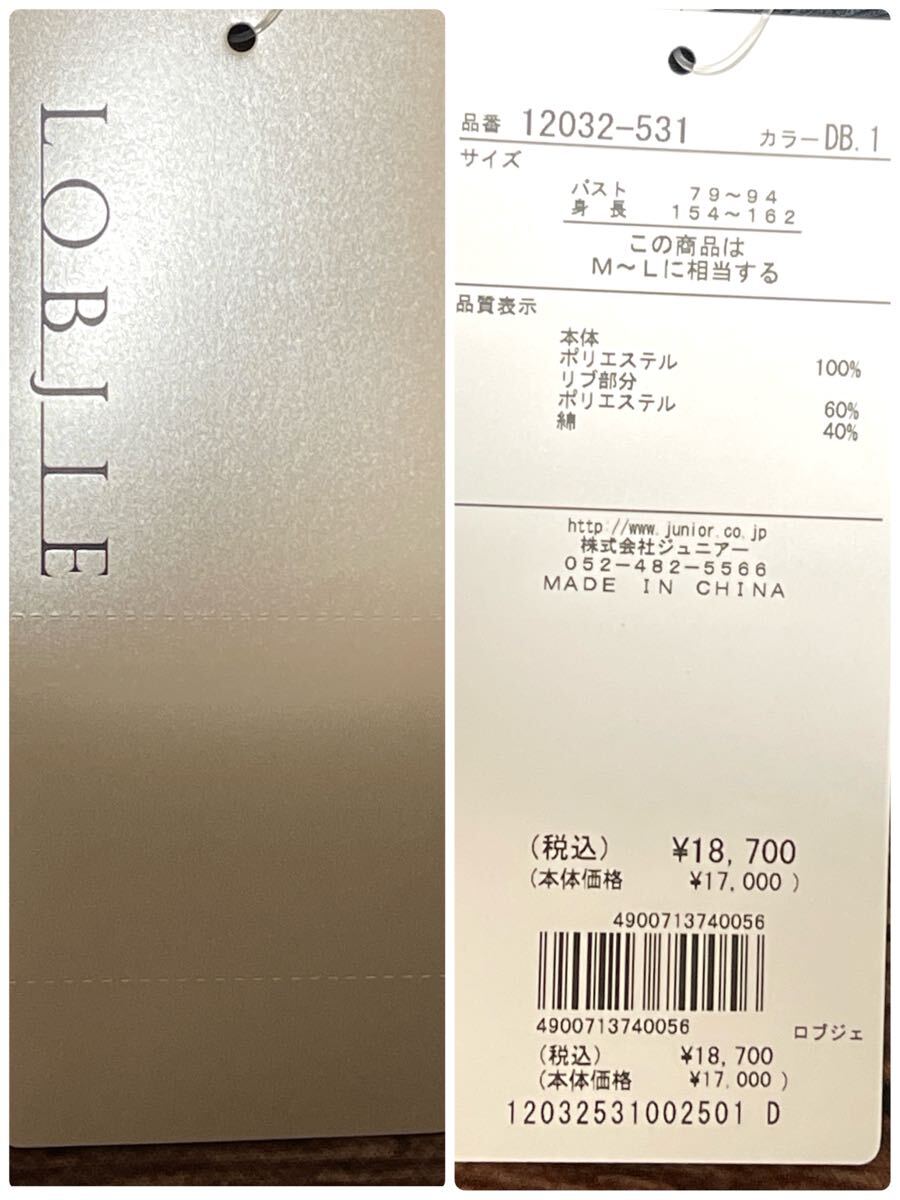 LOBJIE
品番 12032-531 カラーDB.1
サイズ
バスト 79～94
身長 154～162
この商品は
M～Lに相当する
品質表示
本体
ポリエステル 100%
リブ部分
ポリエステル 60%
綿 40%
http://www.junior.co.jp
株式会社ジュニアー
052-482-5566
MADE IN CHINA
(税込) ¥18,700
(本体価格 ¥17,000)
4900713740056
4900713740056
ロブジェ
(税込) ¥18,700
(本体価格 ¥17,000)
12032531002501 D